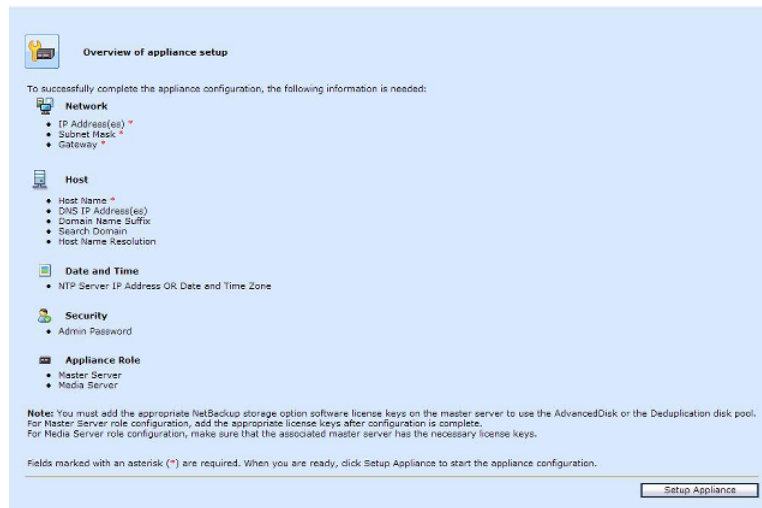 Overview of appliance setup
To successfully complete the appliance configuration, the following information is needed:
Network
• IP Address(es) *
• Subnet Mask *
• Gateway *
Host
• Host Name *
• DNS IP Address(es)
• Domain Name Suffix
• Search Domain
• Host Name Resolution
Date and Time
• NTP Server IP Address OR Date and Time Zone
Security
• Admin Password
Appliance Role
• Master Server
• Media Server
Note: You must add the appropriate NetBackup storage option software license keys on the master server to use the AdvancedDisk or the Deduplication disk pool.
For Master Server role configuration, add the appropriate license keys after configuration is complete.
For Media Server role configuration, make sure that the associated master server has the necessary license keys.
Fields marked with an asterisk (*) are required. When you are ready, click Setup Appliance to start the appliance configuration.
Setup Appliance